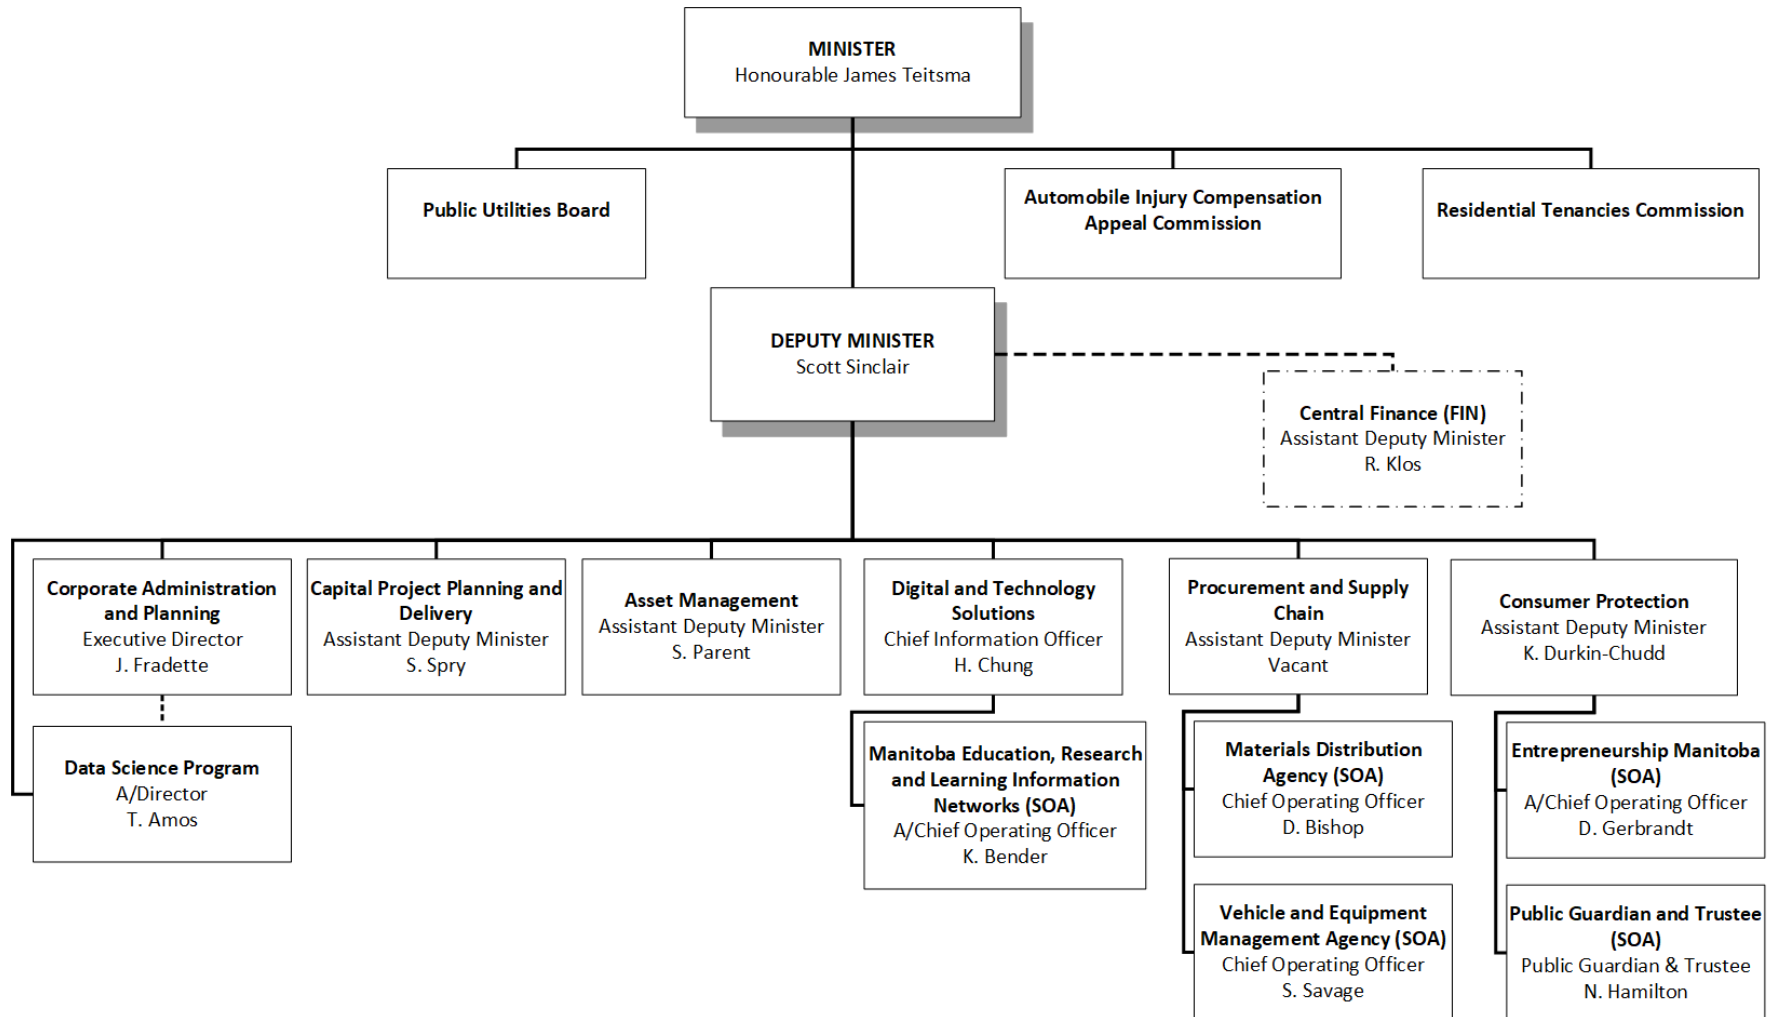 MINISTER
Honourable James Teitsma
Public Utilities Board
Automobile Injury Compensation
Appeal Commission
Residential Tenancies Commission
DEPUTY MINISTER
Scott Sinclair
Central Finance (FIN)
Assistant Deputy Minister
R. Klos
Corporate Administration
and Planning
Executive Director
J. Fradette
Capital Project Planning and
Delivery
Assistant Deputy Minister
S. Spry
Asset Management
Assistant Deputy Minister
S. Parent
Digital and Technology
Solutions
Chief Information Officer
H. Chung
Procurement and Supply
Chain
Assistant Deputy Minister
Vacant
Consumer Protection
Assistant Deputy Minister
K. Durkin-Chudd
Data Science Program
A/Director
T. Amos
Manitoba Education, Research
and Learning Information
Networks (SOA)
A/Chief Operating Officer
K. Bender
Materials Distribution
Agency (SOA)
Chief Operating Officer
D. Bishop
Entrepreneurship Manitoba
(SOA)
A/Chief Operating Officer
D. Gerbrandt
Vehicle and Equipment
Management Agency (SOA)
Chief Operating Officer
S. Savage
Public Guardian and Trustee
(SOA)
Public Guardian & Trustee
N. Hamilton